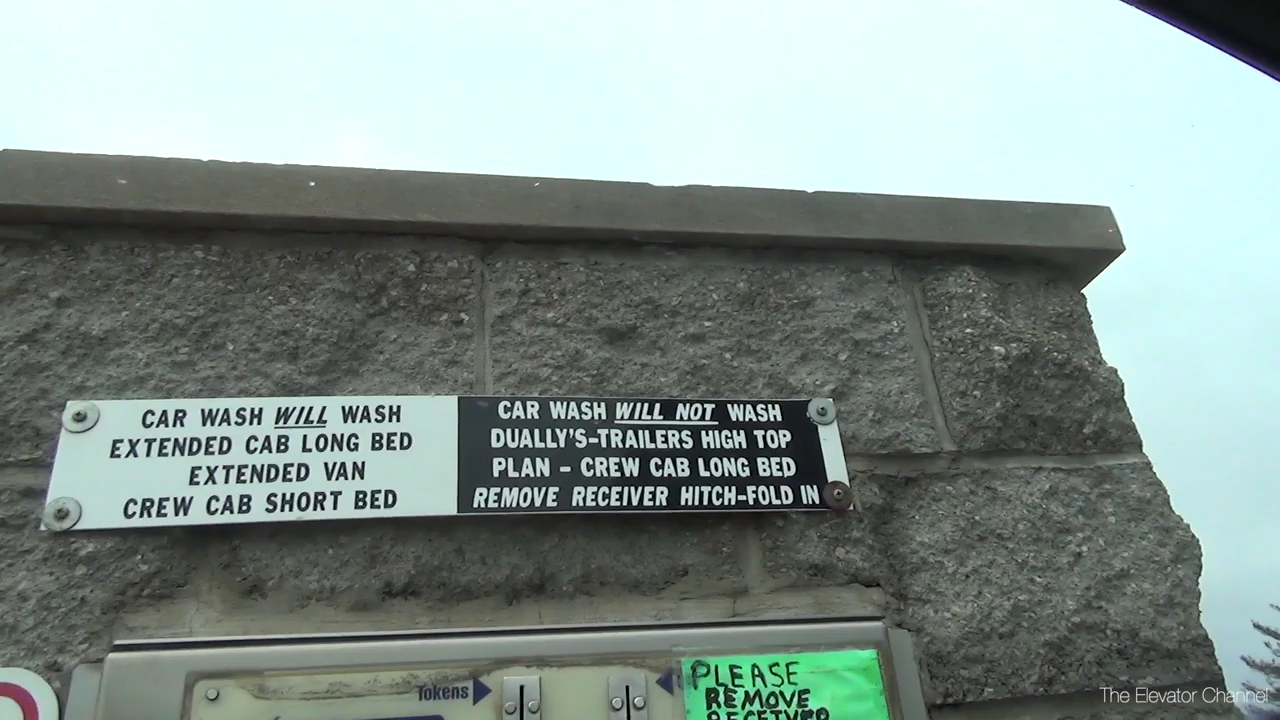 CAR WASH WILL WASH
EXTENDED CAB LONG BED
EXTENDED VAN
CREW CAB SHORT BED
CAR WASH WILL NOT WASH
DUALLY'S-TRAILERS HIGH TOP
PLAN - CREW CAB LONG BED
REMOVE RECEIVER HITCH-FOLD IN
Tokens
PLEASE
REMOVE
RECEIVER
The Elevator Channel